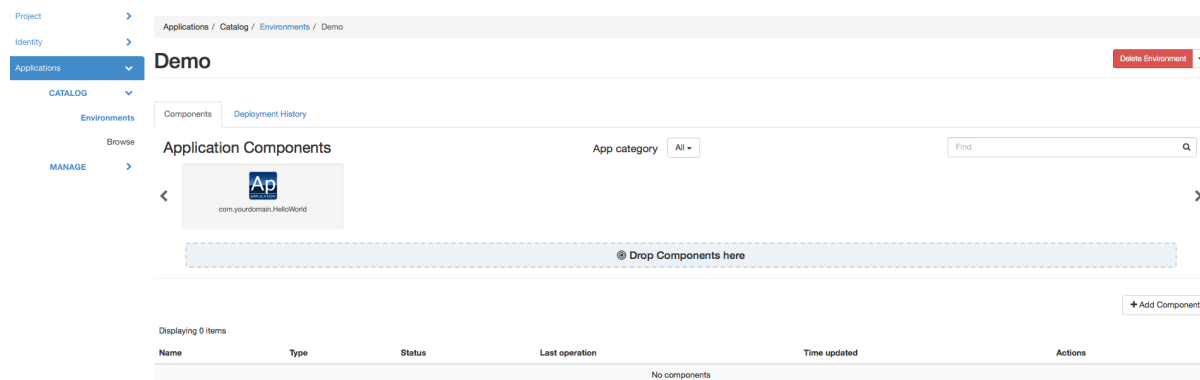 Project
Identity
Applications
CATALOG
Environments
Browse
MANAGE
Applications / Catalog / Environments / Demo
Demo
Delete Environment
Components Deployment History
Application Components
App category All
Find
Ap
APPLICATION
com.yourdomain.HelloWorld
Drop Components here
+ Add Component
Displaying 0 items
Name Type Status Last operation Time updated Actions
No components